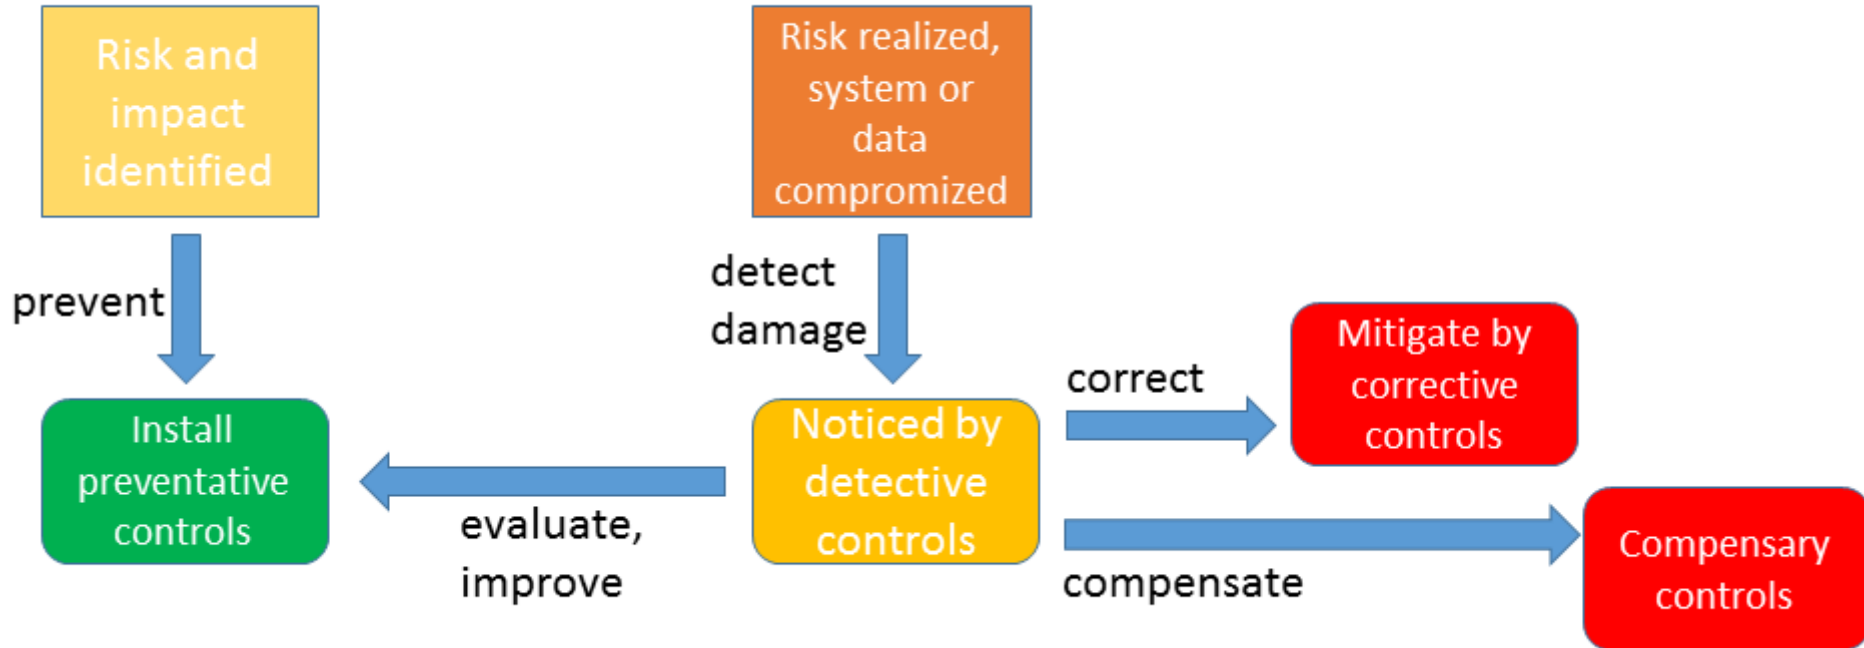 Risk and
impact
identified
Risk realized,
system or
data
compromized
prevent
detect
damage
Install
preventative
controls
evaluate,
improve
Noticed by
detective
controls
correct
Mitigate by
corrective
controls
compensate
Compensary
controls